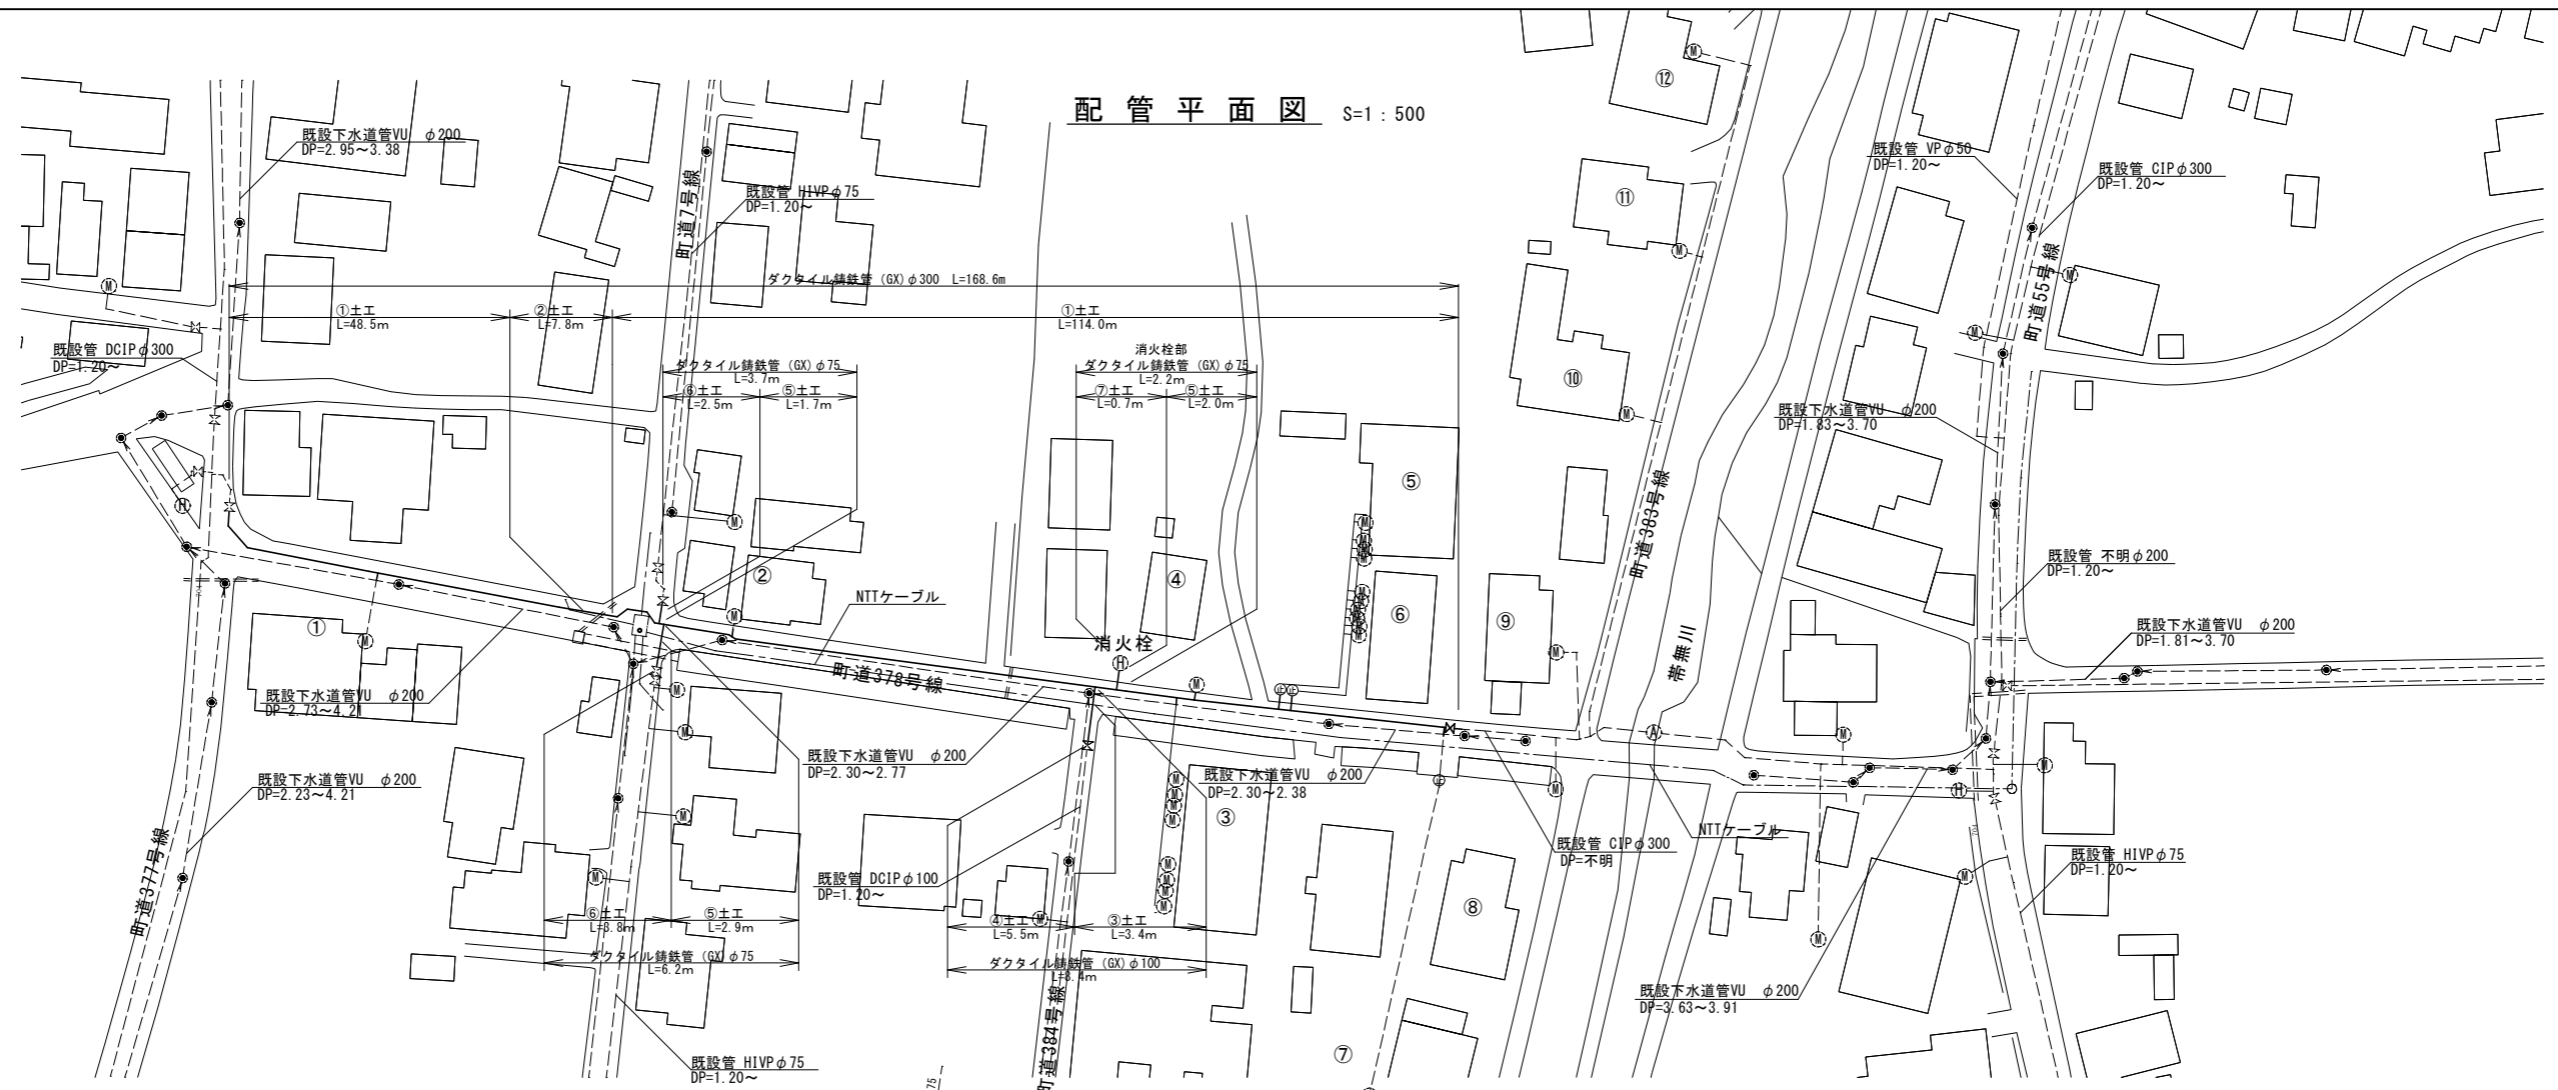 配管平面図 S=1：500
既設下水道管VU φ200
DP=2.95～3.38
町道7号線
既設管 HIVPφ75
DP=1.20～
既設管 VPφ50
DP=1.20～
既設管 CIPφ300
DP=1.20～
町道55号線
⑫
⑪
⑩
ダクタイル鋳鉄管(GX)φ300 L=168.6m
①土工
L=48.5m
②土工
L=7.8m
①土工
L=114.0m
既設管 DCIPφ300
DP=1.20～
ダクタイル鋳鉄管(GX)φ75
L=3.7m
⑥土工
L=2.5m
⑤土工
L=1.7m
消火栓部
ダクタイル鋳鉄管(GX)φ75
L=2.2m
⑦土工
L=0.7m
⑤土工
L=2.0m
既設下水道管VU φ200
DP=1.83～3.70
⑤
町道383号線
②
④
⑥
⑨
NTTケーブル
消火栓
既設管 不明φ200
DP=1.20～
①
町道378号線
帯無川
既設下水道管VU φ200
DP=1.81～3.70
既設下水道管VU φ200
DP=2.73～4.21
既設下水道管VU φ200
DP=2.30～2.77
既設下水道管VU φ200
DP=2.30～2.38
既設下水道管VU φ200
DP=2.23～4.21
③
NTTケーブル
既設管 CIPφ300
DP=不明
既設管 HIVPφ75
DP=1.20～
町道377号線
既設管 DCIPφ100
DP=1.20～
⑧
⑥土工
L=3.8m
⑤土工
L=2.9m
ダクタイル鋳鉄管(GX)φ75
L=6.2m
④土工
L=5.5m
③土工
L=3.4m
ダクタイル鋳鉄管(GX)φ100
L=8.4m
既設下水道管VU φ200
DP=3.63～3.91
町道384号線
⑦
既設管 HIVPφ75
DP=1.20～
75